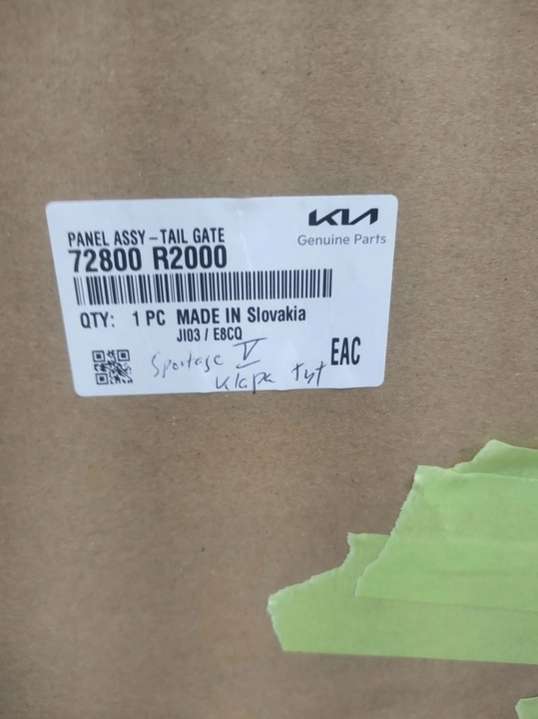 KIA
Genuine Parts
PANEL ASSY-TAIL GATE
72800 R2000
QTY: 1 PC MADE IN Slovakia
JI03 / E8CQ
EAC
Sportage V
klapa tył